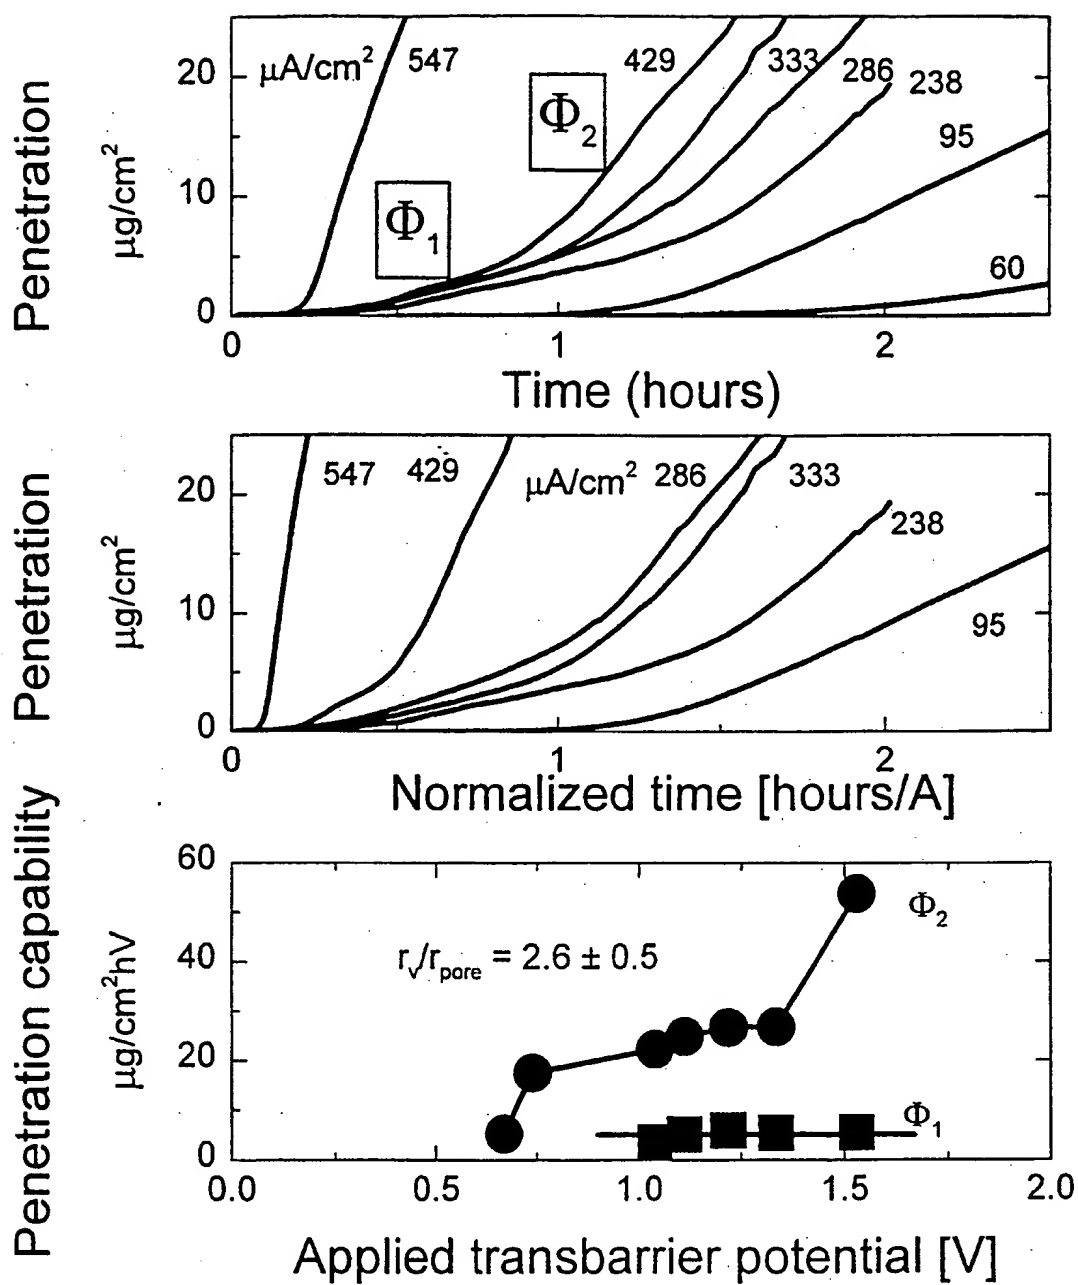 Penetration
μg/cm²
20
10
0
μA/cm²
547
429
333
286
238
95
60
Φ₂
Φ₁
0
1
2
Time (hours)
Penetration
μg/cm²
20
10
0
547
429
μA/cm²
286
333
238
95
0
1
2
Normalized time [hours/A]
Penetration capability
μg/cm²hV
60
40
20
0
rᵥ/r_pore = 2.6 ± 0.5
Φ₂
Φ₁
0.0
0.5
1.0
1.5
2.0
Applied transbarrier potential [V]